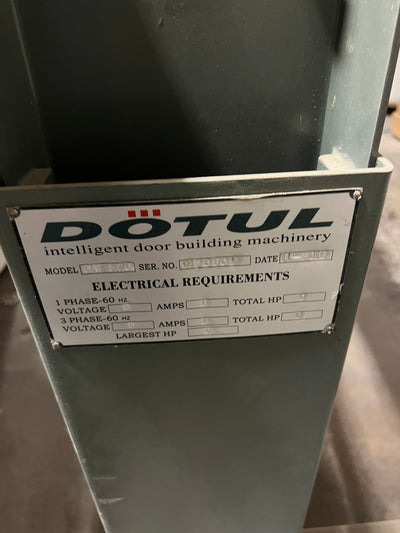 DÖTUL
intelligent door building machinery
MODEL SER. NO. DATE
ELECTRICAL REQUIREMENTS
1 PHASE-60 HZ
VOLTAGE AMPS TOTAL HP
3 PHASE-60 HZ
VOLTAGE 0 AMPS TOTAL HP
LARGEST HP